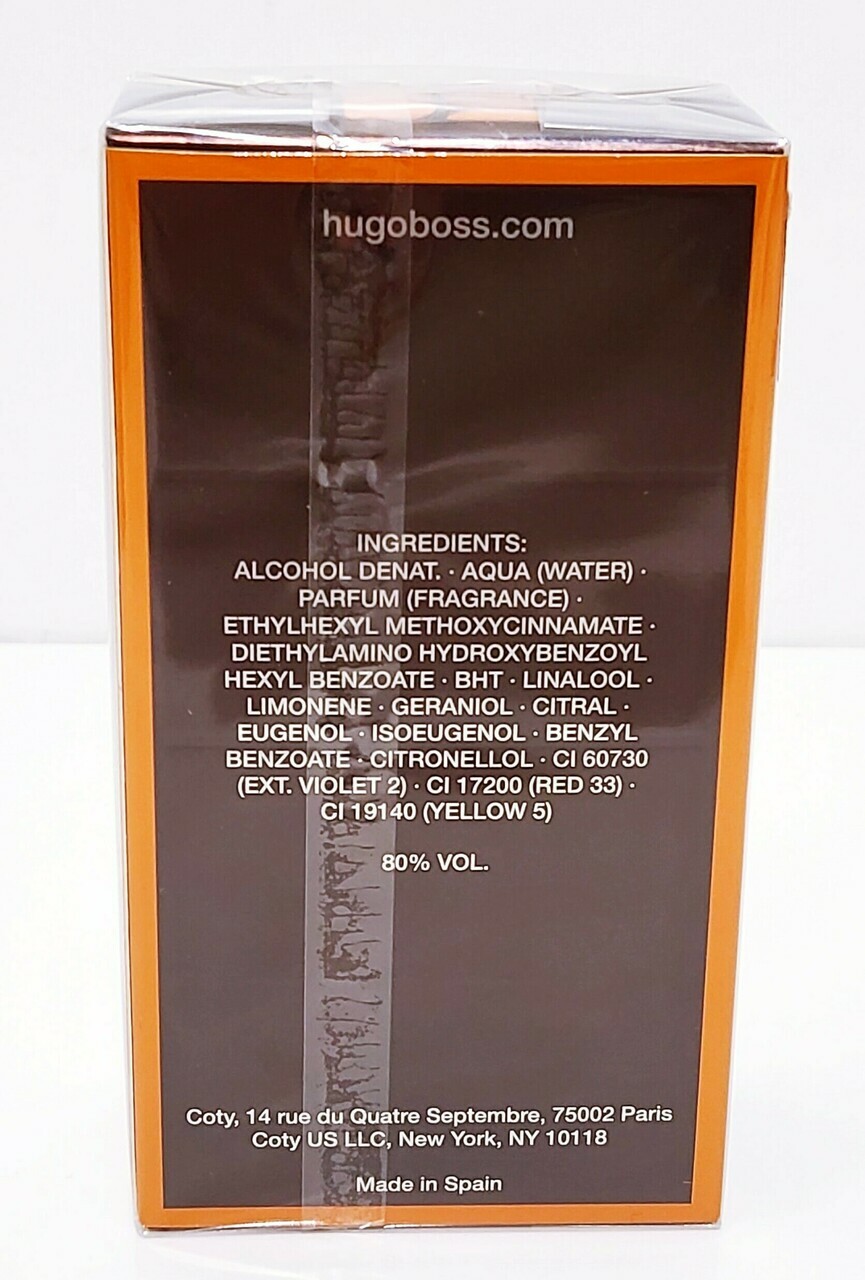 hugoboss.com
INGREDIENTS:
ALCOHOL DENAT. · AQUA (WATER) ·
PARFUM (FRAGRANCE) ·
ETHYLHEXYL METHOXYCINNAMATE ·
DIETHYLAMINO HYDROXYBENZOYL
HEXYL BENZOATE · BHT · LINALOOL ·
LIMONENE · GERANIOL · CITRAL ·
EUGENOL · ISOEUGENOL · BENZYL
BENZOATE · CITRONELLOL · CI 60730
(EXT. VIOLET 2) · CI 17200 (RED 33) ·
CI 19140 (YELLOW 5)
80% VOL.
Coty, 14 rue du Quatre Septembre, 75002 Paris
Coty US LLC, New York, NY 10118
Made in Spain